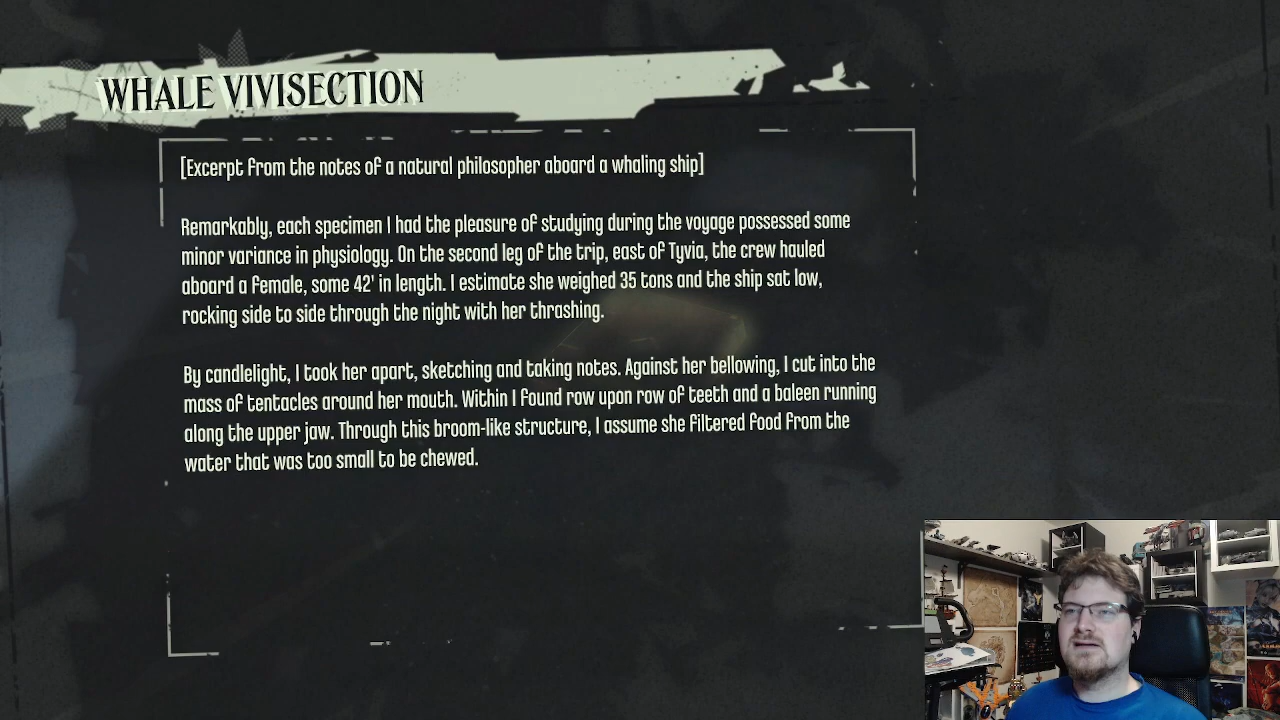 WHALE VIVISECTION
[Excerpt from the notes of a natural philosopher aboard a whaling ship]
Remarkably, each specimen I had the pleasure of studying during the voyage possessed some
minor variance in physiology. On the second leg of the trip, east of Tyvia, the crew hauled
aboard a female, some 42' in length. I estimate she weighed 35 tons and the ship sat low,
rocking side to side through the night with her thrashing.
By candlelight, I took her apart, sketching and taking notes. Against her bellowing, I cut into the
mass of tentacles around her mouth. Within I found row upon row of teeth and a baleen running
along the upper jaw. Through this broom-like structure, I assume she filtered food from the
water that was too small to be chewed.